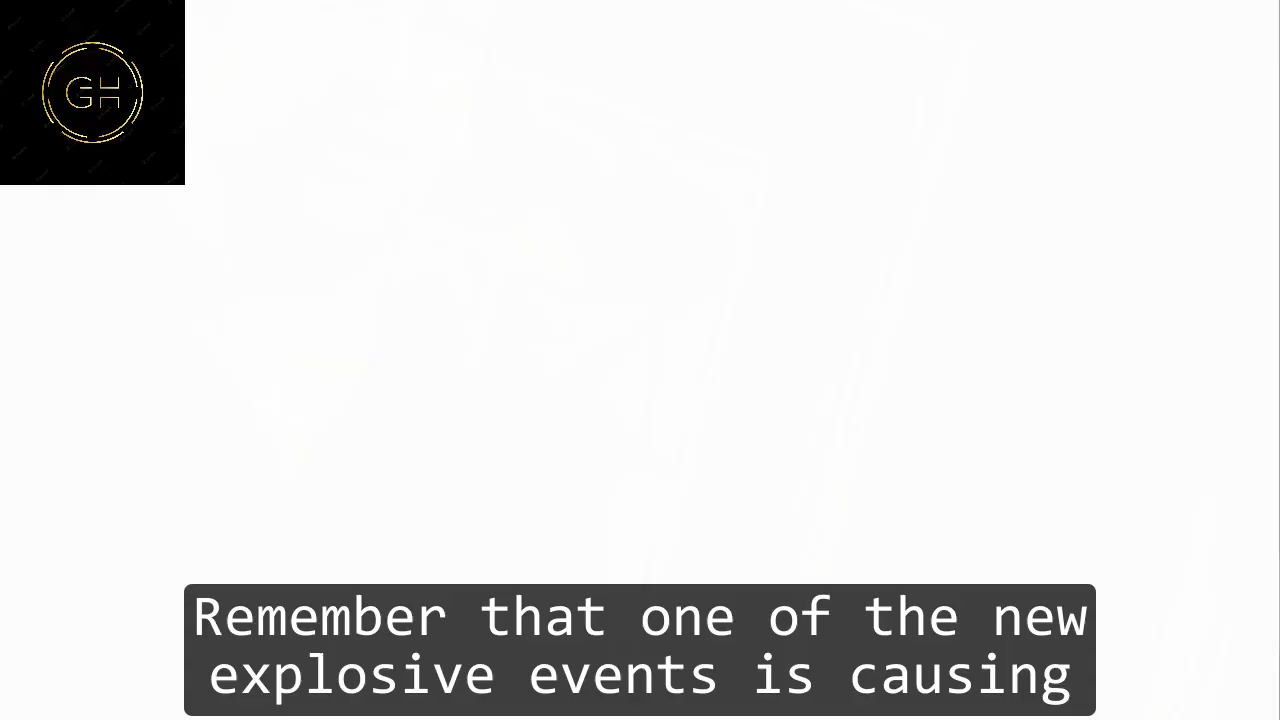 GH
Remember that one of the new
explosive events is causing